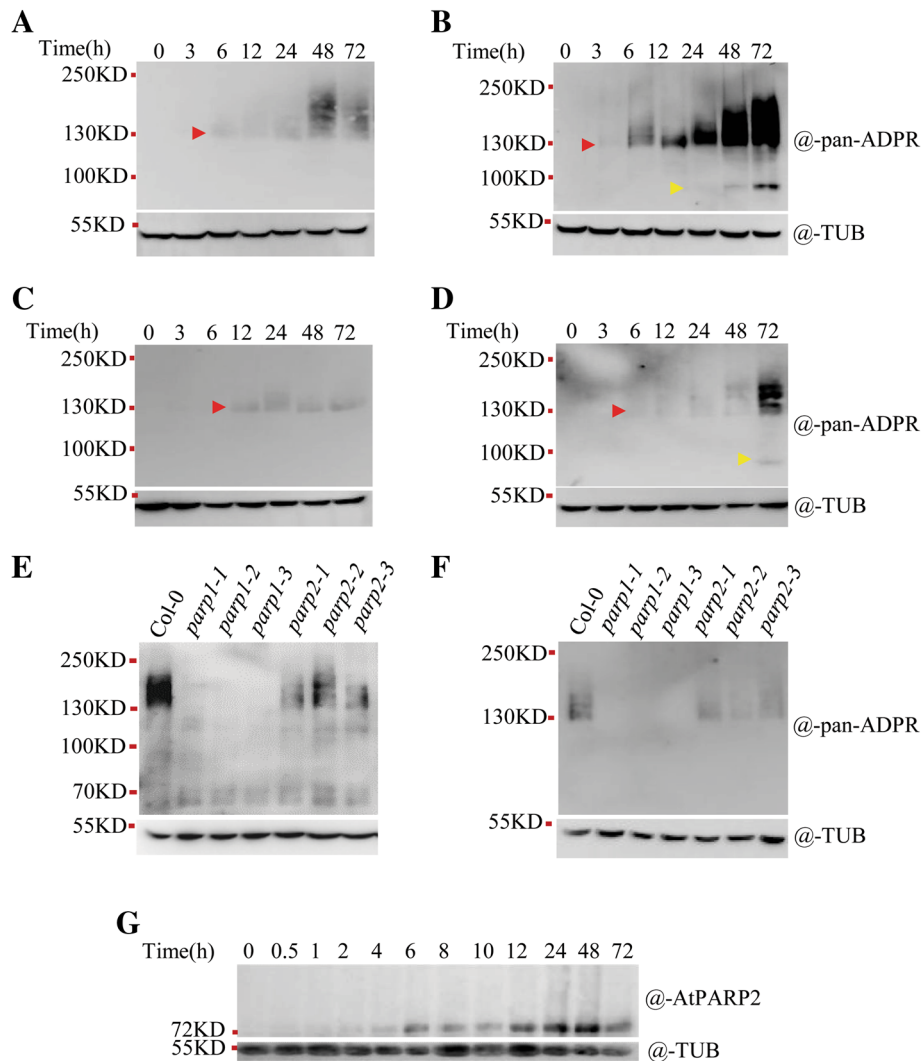 A
Time(h) 0 3 6 12 24 48 72
250KD
130KD
100KD
55KD
B
Time(h) 0 3 6 12 24 48 72
250KD
130KD
100KD
55KD
@-pan-ADPR
@-TUB
C
Time(h) 0 3 6 12 24 48 72
250KD
130KD
100KD
55KD
D
Time(h) 0 3 6 12 24 48 72
250KD
130KD
100KD
55KD
@-pan-ADPR
@-TUB
E
Col-0 parp1-1 parp1-2 parp1-3 parp2-1 parp2-2 parp2-3
250KD
130KD
100KD
70KD
55KD
F
Col-0 parp1-1 parp1-2 parp1-3 parp2-1 parp2-2 parp2-3
250KD
130KD
55KD
@-pan-ADPR
@-TUB
G
Time(h) 0 0.5 1 2 4 6 8 10 12 24 48 72
@-AtPARP2
72KD
55KD
@-TUB